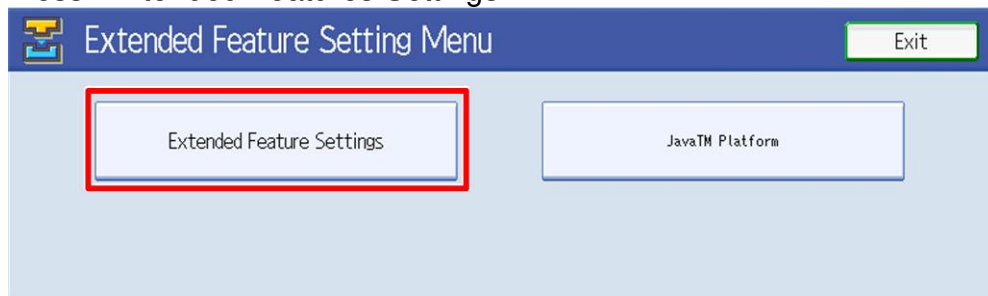 Extended Feature Setting Menu
Exit
Extended Feature Settings
JavaTM Platform